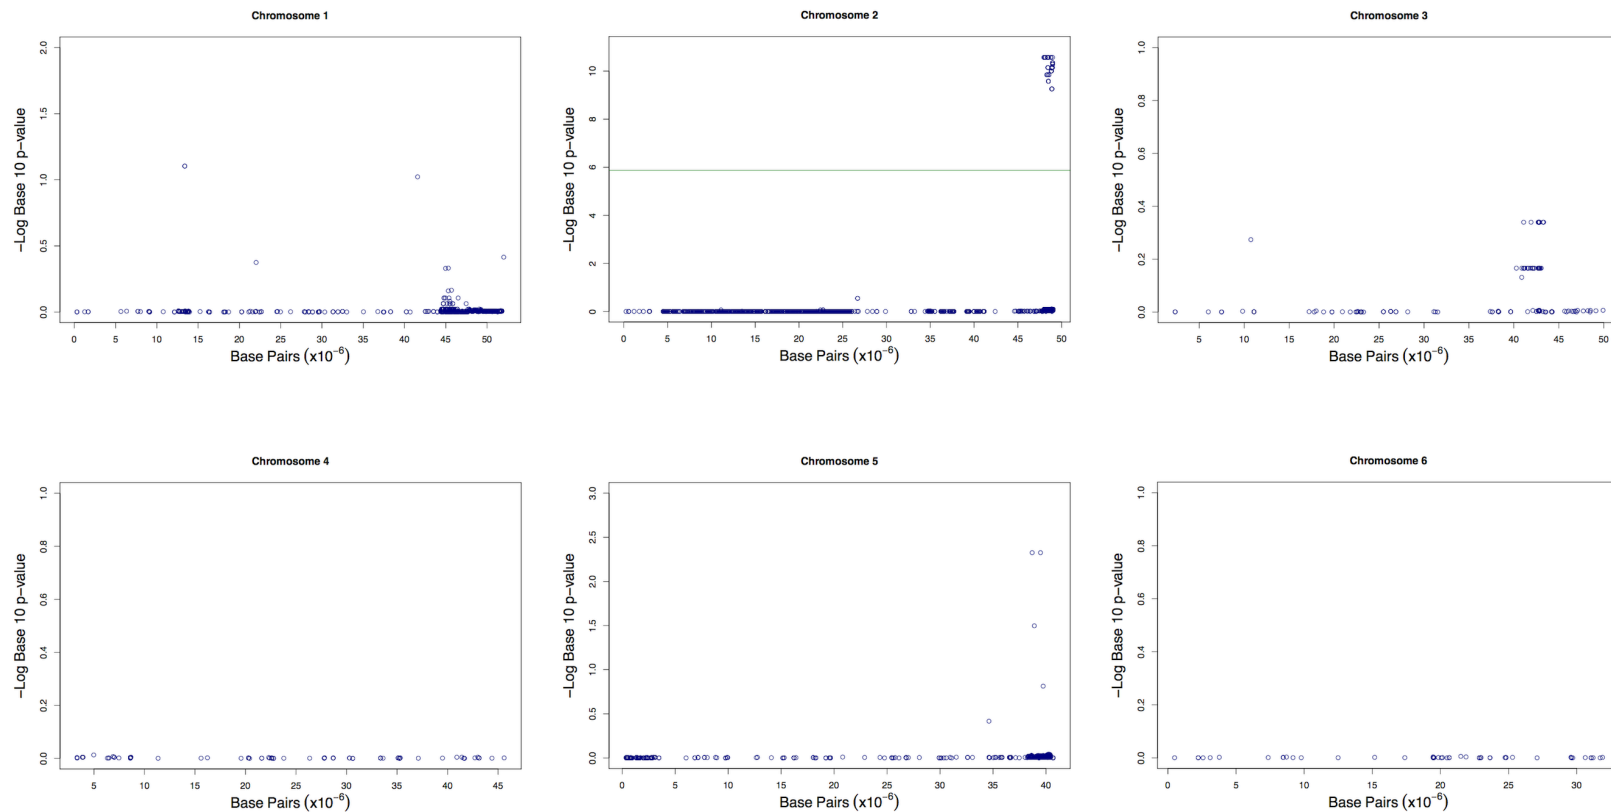 Chromosome 1
−Log Base 10 p−value
2.0
1.5
1.0
0.5
0.0
0 5 10 15 20 25 30 35 40 45 50
Base Pairs (x10−6)
Chromosome 2
−Log Base 10 p−value
10
8
6
4
2
0
0 5 10 15 20 25 30 35 40 45 50
Base Pairs (x10−6)
Chromosome 3
−Log Base 10 p−value
1.0
0.8
0.6
0.4
0.2
0.0
5 10 15 20 25 30 35 40 45 50
Base Pairs (x10−6)
Chromosome 4
−Log Base 10 p−value
1.0
0.8
0.6
0.4
0.2
0.0
5 10 15 20 25 30 35 40 45
Base Pairs (x10−6)
Chromosome 5
−Log Base 10 p−value
3.0
2.5
2.0
1.5
1.0
0.5
0.0
0 5 10 15 20 25 30 35 40
Base Pairs (x10−6)
Chromosome 6
−Log Base 10 p−value
1.0
0.8
0.6
0.4
0.2
0.0
0 5 10 15 20 25 30
Base Pairs (x10−6)